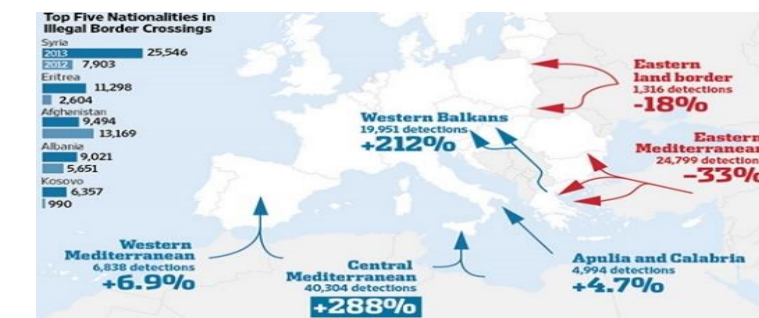 Top Five Nationalities in
Illegal Border Crossings
Syria
2013 25,546
2012 7,903
Eritrea
11,298
2,604
Afghanistan
9,494
13,169
Albania
9,021
5,651
Kosovo
6,357
990
Eastern
land border
1,316 detections
-18%
Western Balkans
19,951 detections
+212%
Eastern
Mediterranean
24,799 detections
-33%
Western
Mediterranean
6,838 detections
+6.9%
Central
Mediterranean
40,304 detections
+288%
Apulia and Calabria
4,994 detections
+4.7%